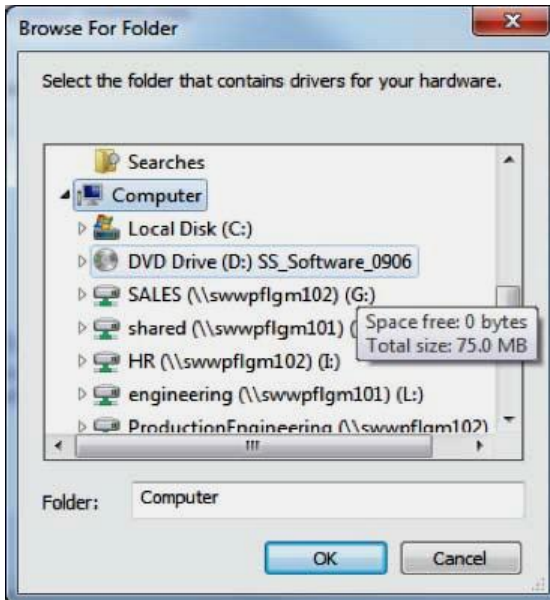 Browse For Folder
Select the folder that contains drivers for your hardware.
Searches
Computer
Local Disk (C:)
DVD Drive (D:) SS_Software_0906
SALES (\\swwpflgm102) (G:)
shared (\\swwpflgm101) (
Space free: 0 bytes
Total size: 75.0 MB
HR (\\swwpflgm102) (I:)
engineering (\\swwpflgm101) (L:)
ProductionEngineering (\\swwpflgm102)
Folder:
Computer
OK
Cancel